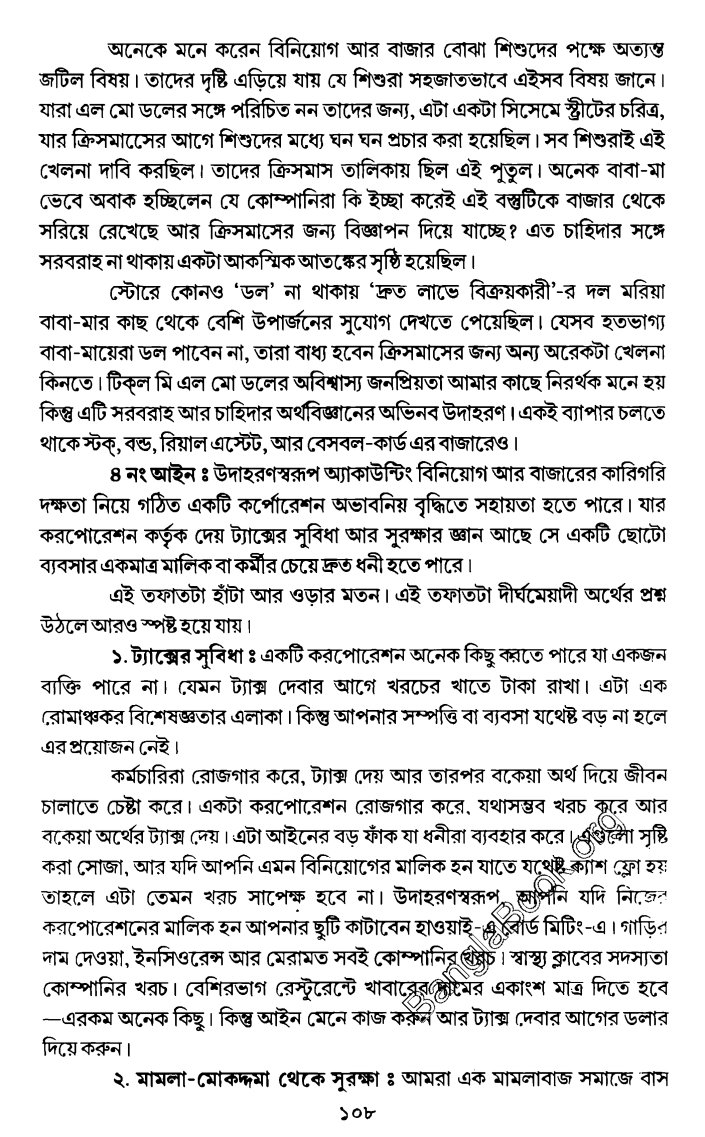 অনেকে মনে করেন বিনিয়োগ আর বাজার বোঝা শিশুদের পক্ষে অত্যন্ত
জটিল বিষয়। তাদের দৃষ্টি এড়িয়ে যায় যে শিশুরা সহজাতভাবে এইসব বিষয় জানে।
যারা এল মো ডলের সঙ্গে পরিচিত নন তাদের জন্য, এটা একটা সিসেমে স্ট্রীটের চরিত্র,
যার ক্রিসমাসের আগে শিশুদের মধ্যে ঘন ঘন প্রচার করা হয়েছিল। সব শিশুরাই এই
খেলনা দাবি করছিল। তাদের ক্রিসমাস তালিকায় ছিল এই পুতুল। অনেক বাবা-মা
ভেবে অবাক হচ্ছিলেন যে কোম্পানিরা কি ইচ্ছা করেই এই বস্তুটিকে বাজার থেকে
সরিয়ে রেখেছে আর ক্রিসমাসের জন্য বিজ্ঞাপন দিয়ে যাচ্ছে? এত চাহিদার সঙ্গে
সরবরাহ না থাকায় একটা আকস্মিক আতঙ্কের সৃষ্ঠি হয়েছিল।
স্টোরে কোনও ‘ডল’ না থাকায় ‘দ্রুত লাভে বিক্রয়কারী’-র দল মরিয়া
বাবা-মার কাছ থেকে বেশি উপার্জনের সুযোগ দেখতে পেয়েছিল। যেসব হতভাগ্য
বাবা-মায়েরা ডল পাবেন না, তারা বাধ্য হবেন ক্রিসমাসের জন্য অন্য অরেকটা খেলনা
কিনতে। টিক্‌ল মি এল মো ডলের অবিশ্বাস্য জনপ্রিয়তা আমার কাছে নিরর্থক মনে হয়
কিন্তু এটি সরবরাহ আর চাহিদার অর্থবিজ্ঞানের অভিনব উদাহরণ। একই ব্যাপার চলতে
থাকে স্টক্‌, বন্ড, রিয়াল এস্টেট, আর বেসবল-কার্ড এর বাজারেও।
৪ নং আইন ঃ উদাহরণস্বরূপ অ্যাকাউন্টিং বিনিয়োগ আর বাজারের কারিগরি
দক্ষতা নিয়ে গঠিত একটি কর্পোরেশন অভাবনিয় বৃদ্ধিতে সহায়তা হতে পারে। যার
করপোরেশন কর্তৃক দেয় ট্যাক্সের সুবিধা আর সুরক্ষার জ্ঞান আছে সে একটি ছোটো
ব্যবসার একমাত্র মালিক বা কর্মীর চেয়ে দ্রুত ধনী হতে পারে।
এই তফাতটা হাঁটা আর ওড়ার মতন। এই তফাতটা দীর্ঘমেয়াদী অর্থের প্রশ্ন
উঠলে আরও স্পষ্ট হয়ে যায়।
১. ট্যাক্সের সুবিধা ঃ একটি করপোরেশন অনেক কিছু করতে পারে যা একজন
ব্যক্তি পারে না। যেমন ট্যাক্স দেবার আগে খরচের খাতে টাকা রাখা। এটা এক
রোমাঞ্চকর বিশেষজ্ঞতার এলাকা। কিন্তু আপনার সম্পত্তি বা ব্যবসা যথেষ্ট বড় না হলে
এর প্রয়োজন নেই।
কর্মচারিরা রোজগার করে, ট্যাক্স দেয় আর তারপর বকেয়া অর্থ দিয়ে জীবন
চালাতে চেষ্টা করে। একটা করপোরেশন রোজগার করে, যথাসম্ভব খরচ করে আর
বকেয়া অর্থের ট্যাক্স দেয়। এটা আইনের বড় ফাঁক যা ধনীরা ব্যবহার করে। এগুলো সৃষ্টি
করা সোজা, আর যদি আপনি এমন বিনিয়োগের মালিক হন যাতে যথেষ্ট ক্যাশ ফ্লো হয়
তাহলে এটা তেমন খরচ সাপেক্ষ হবে না। উদাহরণস্বরূপ, আপনি যদি নিজের
করপোরেশনের মালিক হন আপনার ছুটি কাটাবেন হাওয়াই-এ বোর্ড মিটিং-এ। গাড়ির
দাম দেওয়া, ইনসিওরেন্স আর মেরামত সবই কোম্পানির খরচ। স্বাস্থ্য ক্লাবের সদস্যতা
কোম্পানির খরচ। বেশিরভাগ রেস্টুরেন্টে খাবারের দামের একাংশ মাত্র দিতে হবে
—এরকম অনেক কিছু। কিন্তু আইন মেনে কাজ করুন আর ট্যাক্স দেবার আগের ডলার
দিয়ে করুন।
২. মামলা-মোকদ্দমা থেকে সুরক্ষা ঃ আমরা এক মামলাবাজ সমাজে বাস
১০৮
BanglaBook.org